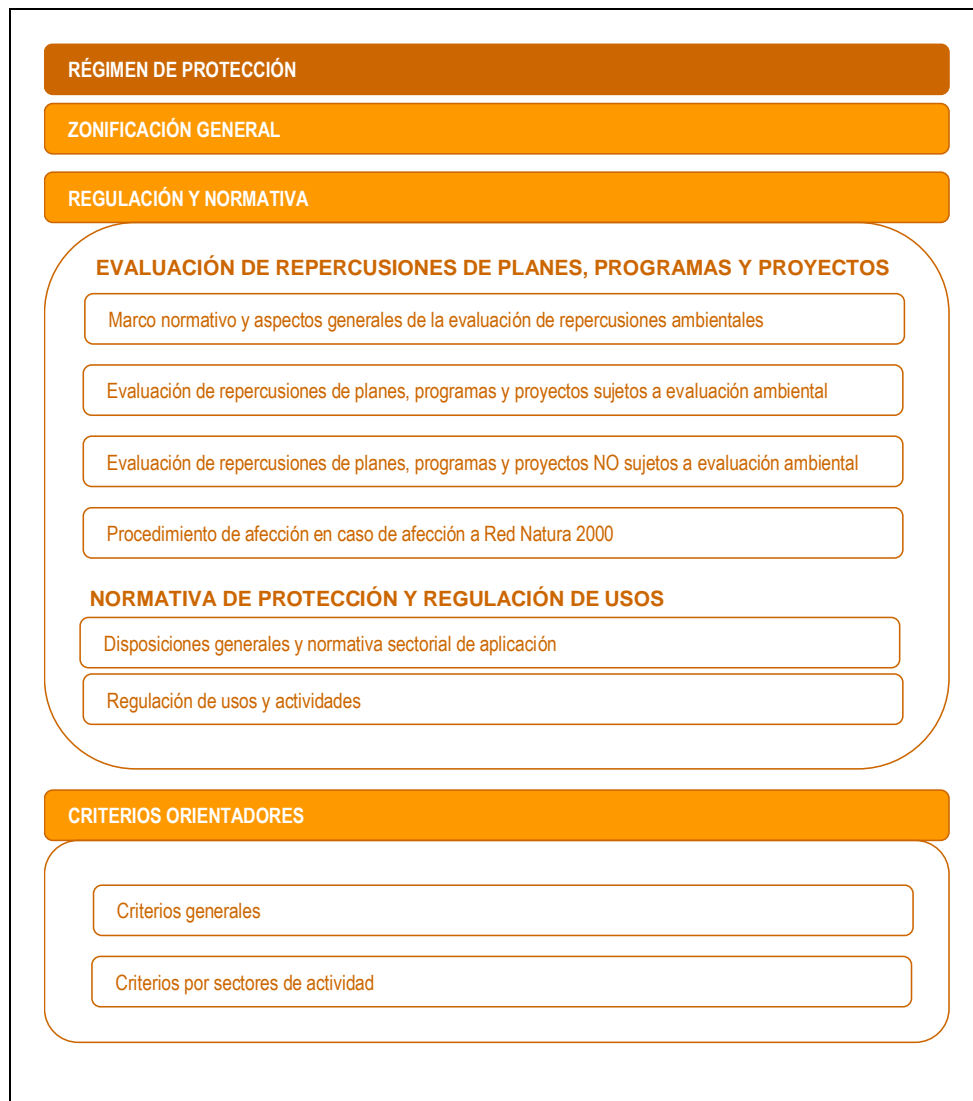 RÉGIMEN DE PROTECCIÓN
ZONIFICACIÓN GENERAL
REGULACIÓN Y NORMATIVA
EVALUACIÓN DE REPERCUSIONES DE PLANES, PROGRAMAS Y PROYECTOS
Marco normativo y aspectos generales de la evaluación de repercusiones ambientales
Evaluación de repercusiones de planes, programas y proyectos sujetos a evaluación ambiental
Evaluación de repercusiones de planes, programas y proyectos NO sujetos a evaluación ambiental
Procedimiento de afección en caso de afección a Red Natura 2000
NORMATIVA DE PROTECCIÓN Y REGULACIÓN DE USOS
Disposiciones generales y normativa sectorial de aplicación
Regulación de usos y actividades
CRITERIOS ORIENTADORES
Criterios generales
Criterios por sectores de actividad